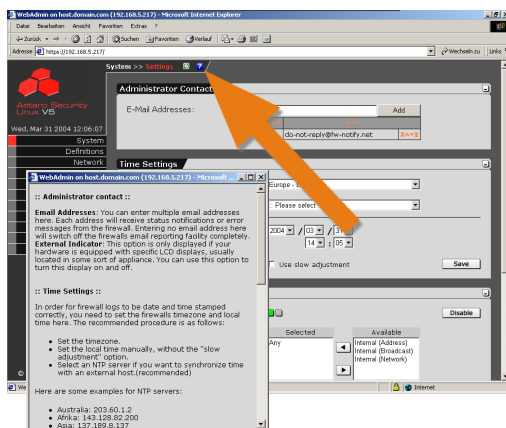 WebAdmin on host.domain.com (192.168.5.217) - Microsoft Internet Explorer
Datei Bearbeiten Ansicht Favoriten Extras ?
Zurück Suchen Favoriten Verlauf
Adresse https://192.168.5.217/ Wechseln zu Links
System >> Settings ?
Astaro Security
Linux V5
Wed, Mar 31 2004 12:06:07
System
Definitions
Network
Administrator Contact
E-Mail Addresses:
Add
do-not-reply@fw-notify.net
Time Settings
Europe - 
:: Please select
2004 / 03 / 31
14 : 05
Use slow adjustment
Save
Disable
Selected Available
Any
Internal (Address)
Internal (Broadcast)
Internal (Network)
Internet
WebAdmin on host.domain.com (192.168.5.217) - Microsoft ...
:: Administrator contact ::
Email Addresses: You can enter multiple email addresses
here. Each address will receive status notifications or error
messages from the firewall. Entering no email address here
will switch off the firewalls email reporting facility completely.
External Indicator: This option is only displayed if your
hardware is equipped with specific LCD displays, usually
located in some sort of appliance. You can use this option to
turn this display on and off.
:: Time Settings ::
In order for firewall logs to be date and time stamped
correctly, you need to set the firewalls timezone and local
time here. The recommended procedure is as follows:
• Set the timezone.
• Set the local time manually, without the "slow
adjustment" option.
• Select an NTP server if you want to synchronize time
with an external host.(recommended)
Here are some examples for NTP servers:
• Australia: 203.60.1.2
• Afrika: 143.128.82.200
• Asia: 137.189.8.137